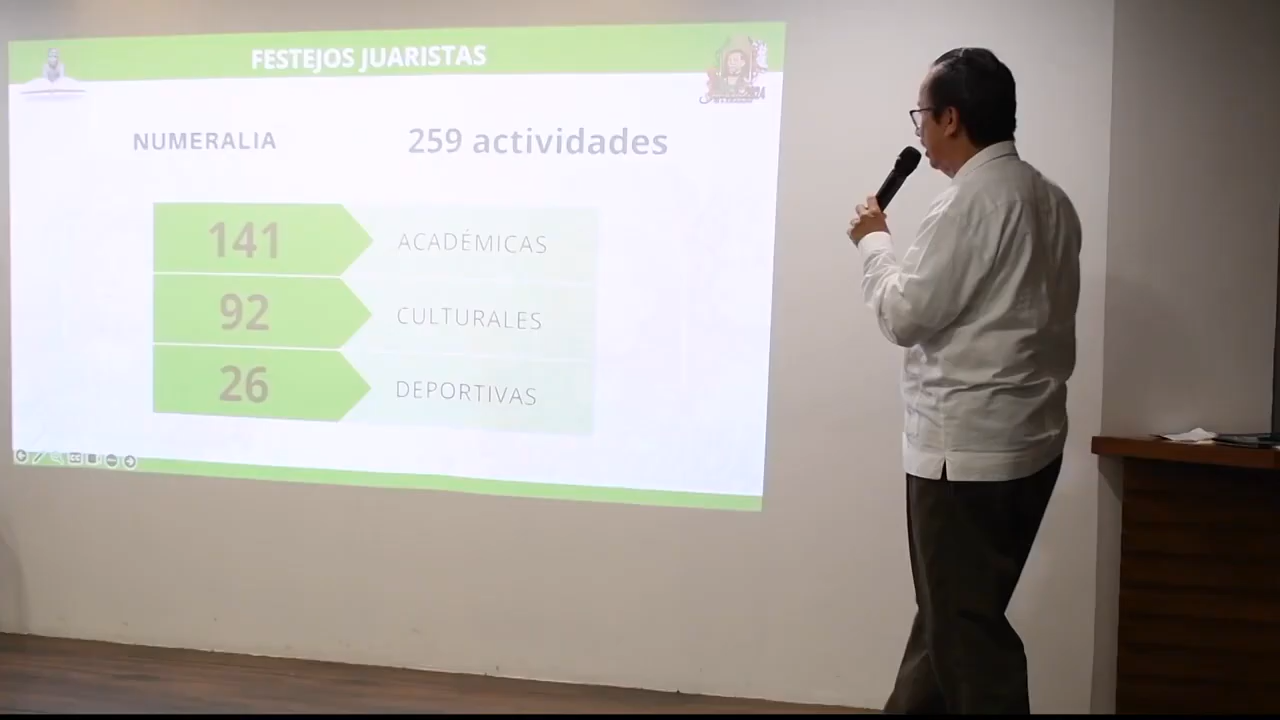 FESTEJOS JUARISTAS
NUMERALIA
259 actividades
141
ACADÉMICAS
92
CULTURALES
26
DEPORTIVAS